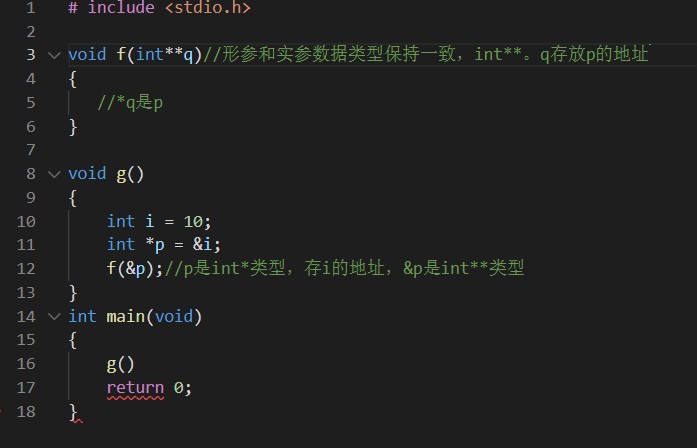 1 # include <stdio.h>
2
3 void f(int**q)//形参和实参数据类型保持一致，int**。q存放p的地址
4 {
5 //*q是p
6 }
7
8 void g()
9 {
10 int i = 10;
11 int *p = &i;
12 f(&p);//p是int*类型，存i的地址，&p是int**类型
13 }
14 int main(void)
15 {
16 g()
17 return 0;
18 }